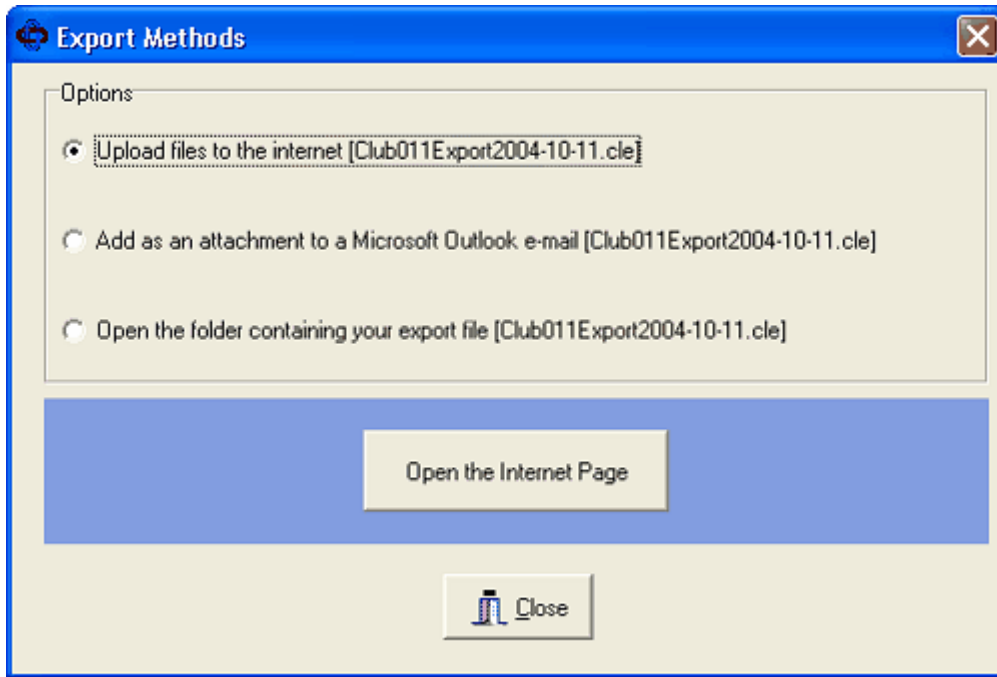 Export Methods
Options
Upload files to the internet [Club011Export2004-10-11.cle]
Add as an attachment to a Microsoft Outlook e-mail [Club011Export2004-10-11.cle]
Open the folder containing your export file [Club011Export2004-10-11.cle]
Open the Internet Page
Close